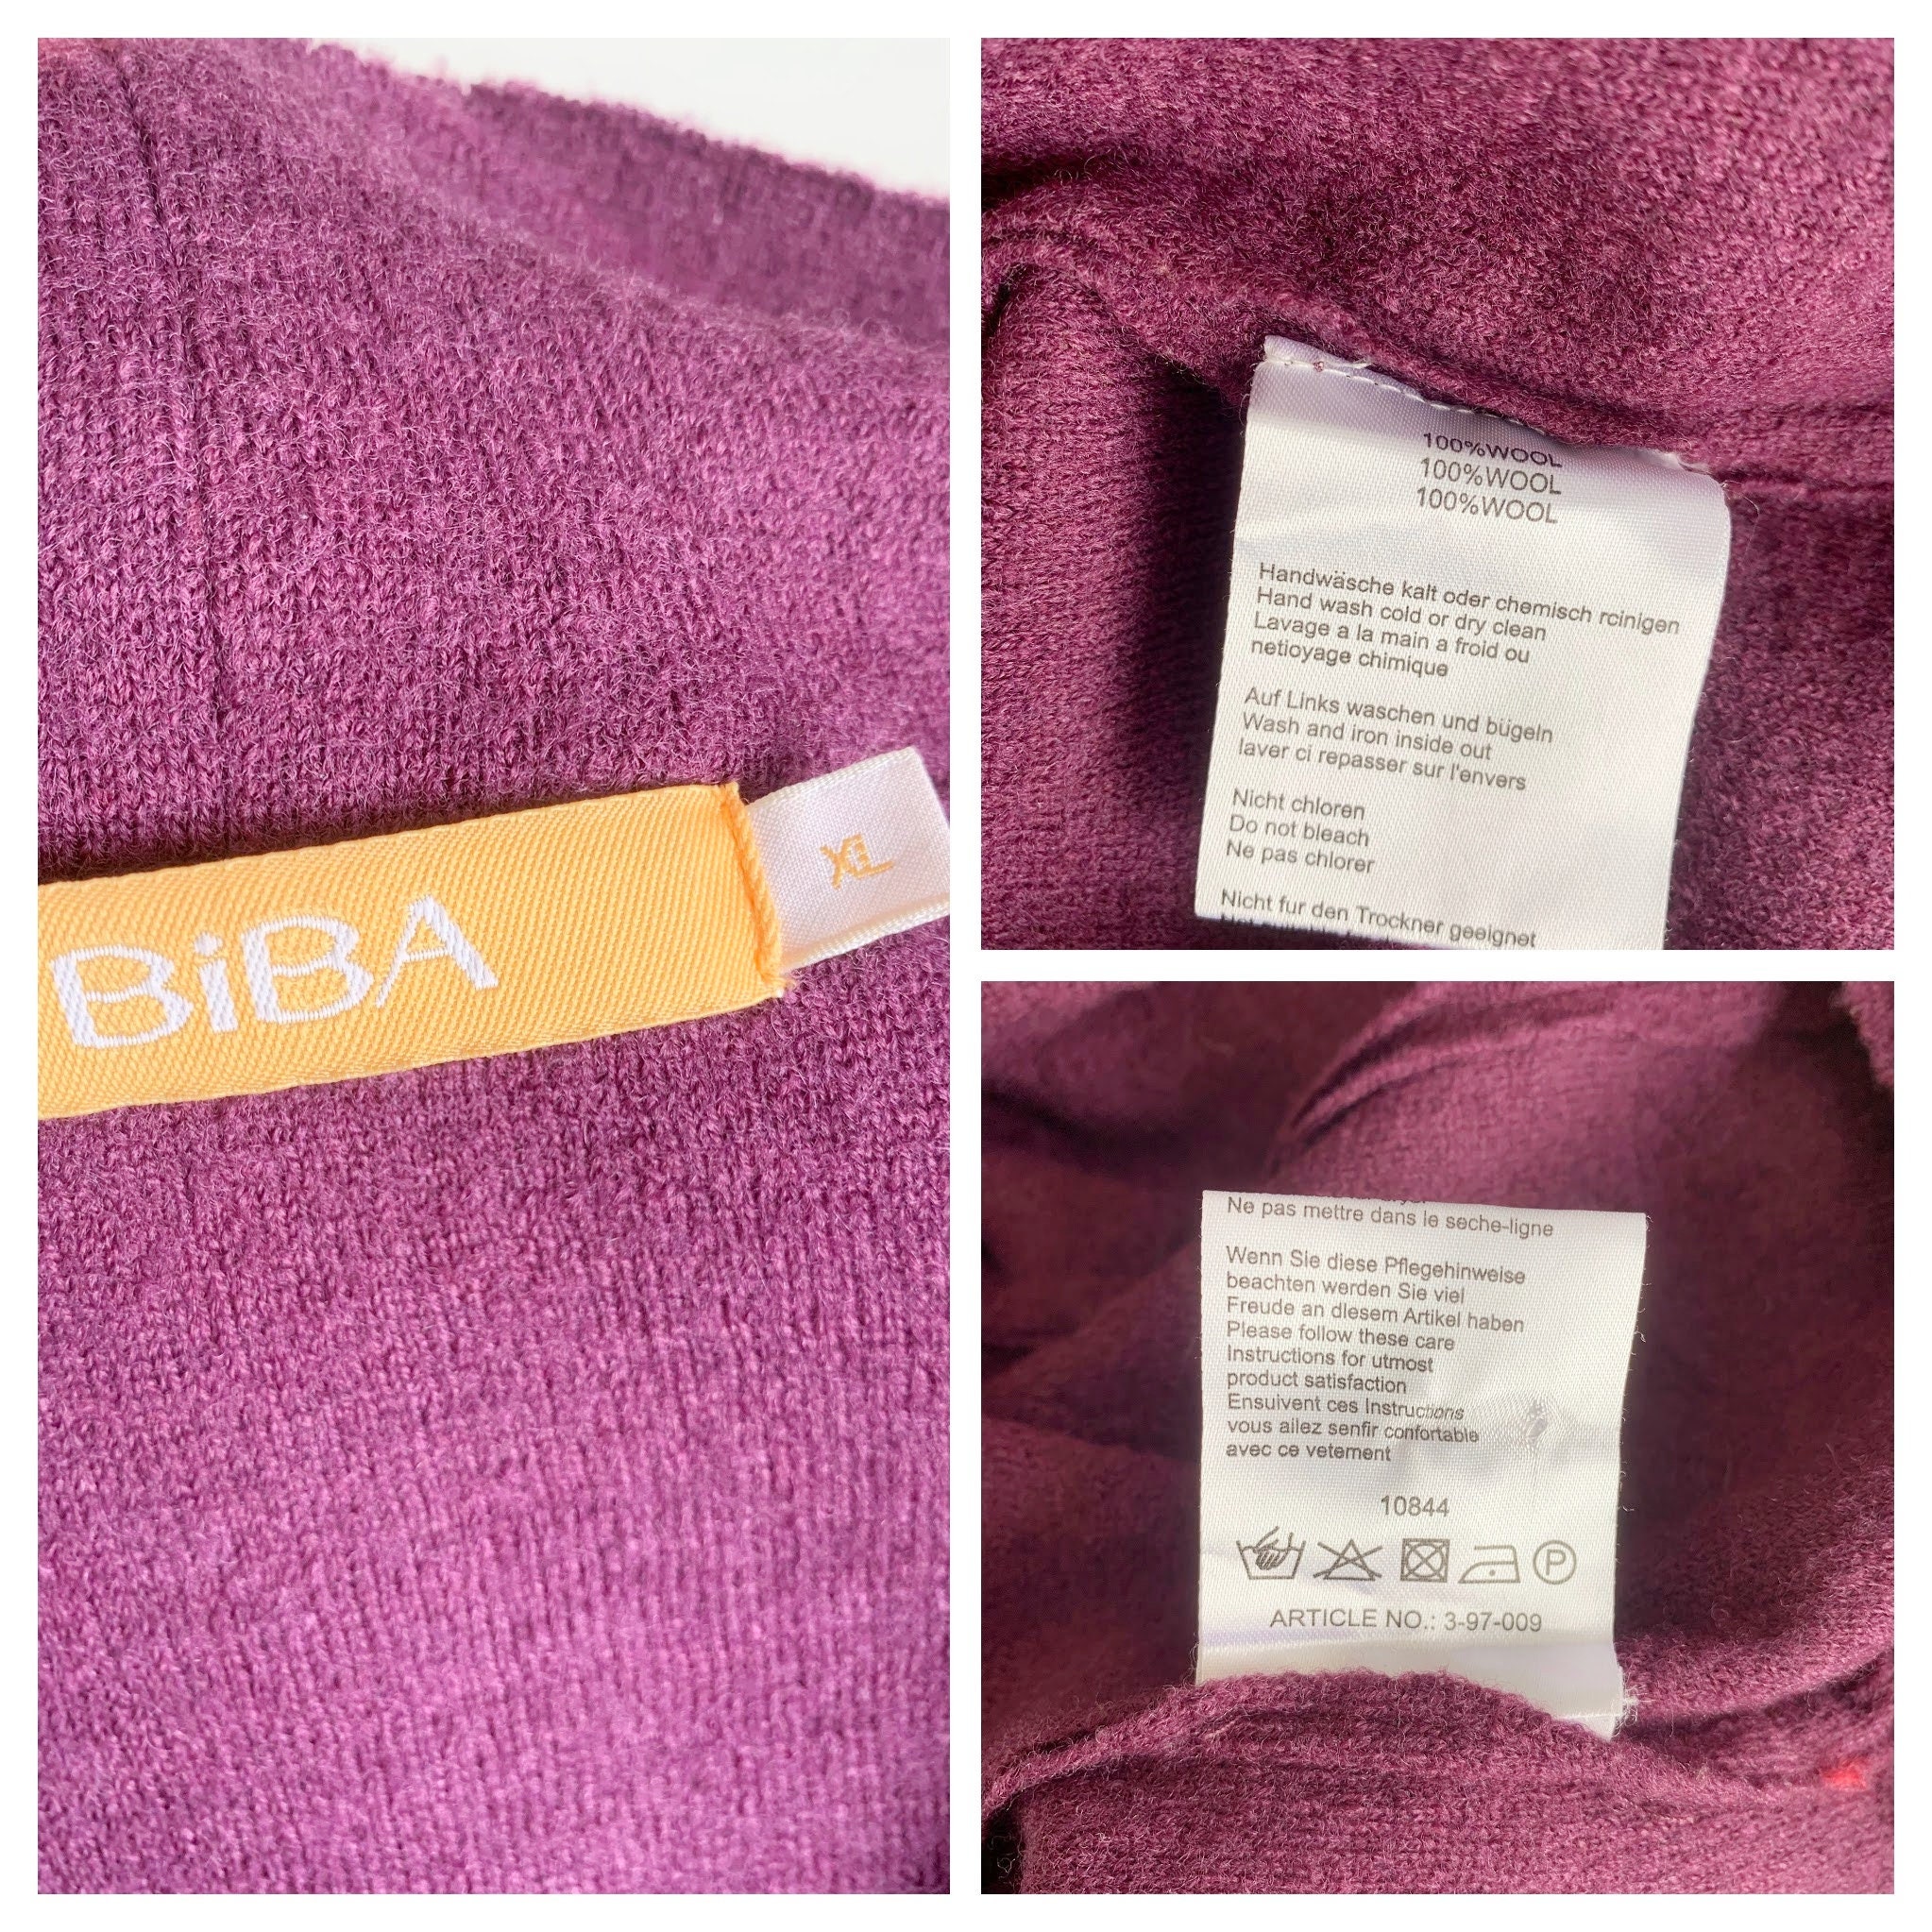 BiBA
XL
100%WOOL
100%WOOL
100%WOOL
Handwäsche kalt oder chemisch rcinigen
Hand wash cold or dry clean
Lavage a la main a froid ou
netioyage chimique
Auf Links waschen und bügeln
Wash and iron inside out
laver ci repasser sur l'envers
Nicht chloren
Do not bleach
Ne pas chlorer
Nicht fur den Trockner geeignet
Ne pas mettre dans le seche-ligne
Wenn Sie diese Pflegehinweise
beachten werden Sie viel
Freude an dlesem Artikel haben
Please follow these care
Instructions for utmost
product satisfaction
Ensuivent ces Instructions
vous allez senfir confortable
avec ce vetement
10844
P
ARTICLE NO.: 3-97-009